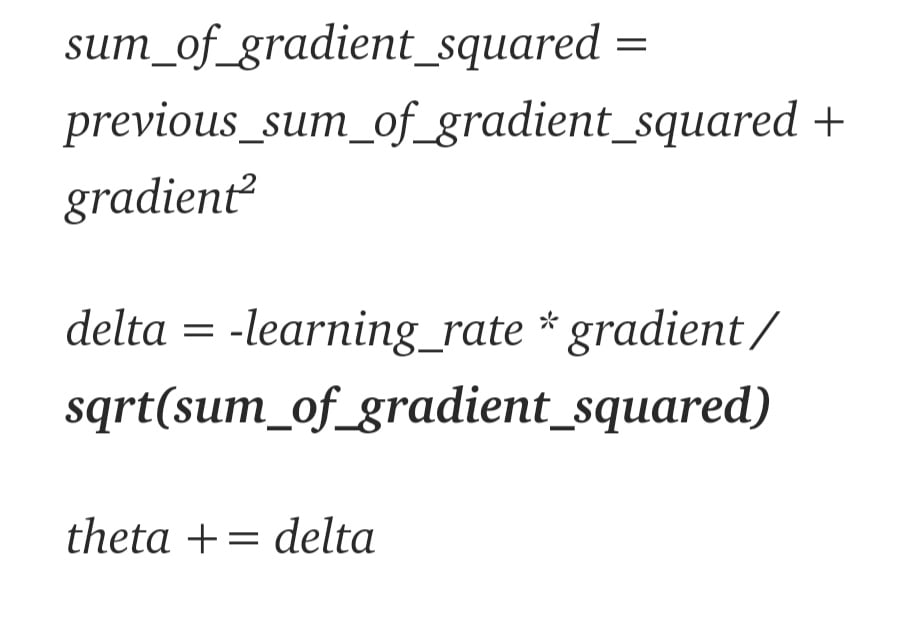 sum_of_gradient_squared =
previous_sum_of_gradient_squared +
gradient²
delta = -learning_rate * gradient /
sqrt(sum_of_gradient_squared)
theta += delta